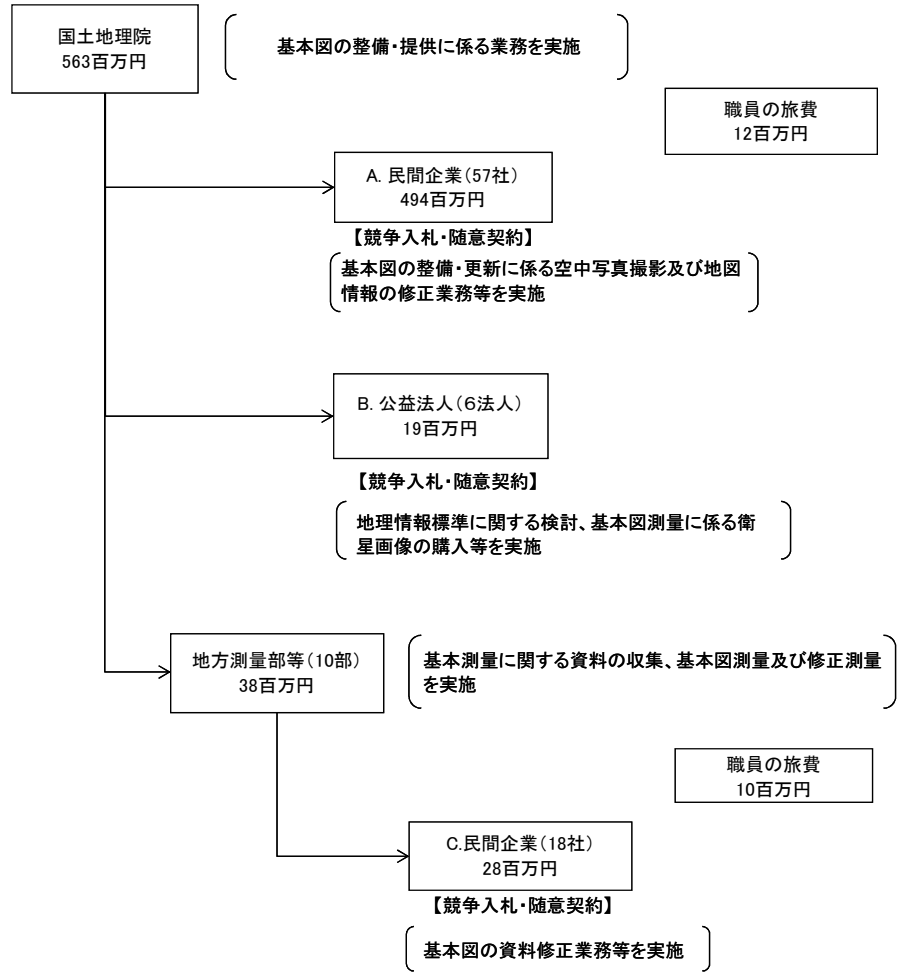 国土地理院
563百万円
基本図の整備・提供に係る業務を実施
職員の旅費
12百万円
A. 民間企業(57社)
494百万円
【競争入札・随意契約】
基本図の整備・更新に係る空中写真撮影及び地図
情報の修正業務等を実施
B. 公益法人(6法人)
19百万円
【競争入札・随意契約】
地理情報標準に関する検討、基本図測量に係る衛
星画像の購入等を実施
地方測量部等(10部)
38百万円
基本測量に関する資料の収集、基本図測量及び修正測量
を実施
職員の旅費
10百万円
C.民間企業(18社)
28百万円
【競争入札・随意契約】
基本図の資料修正業務等を実施